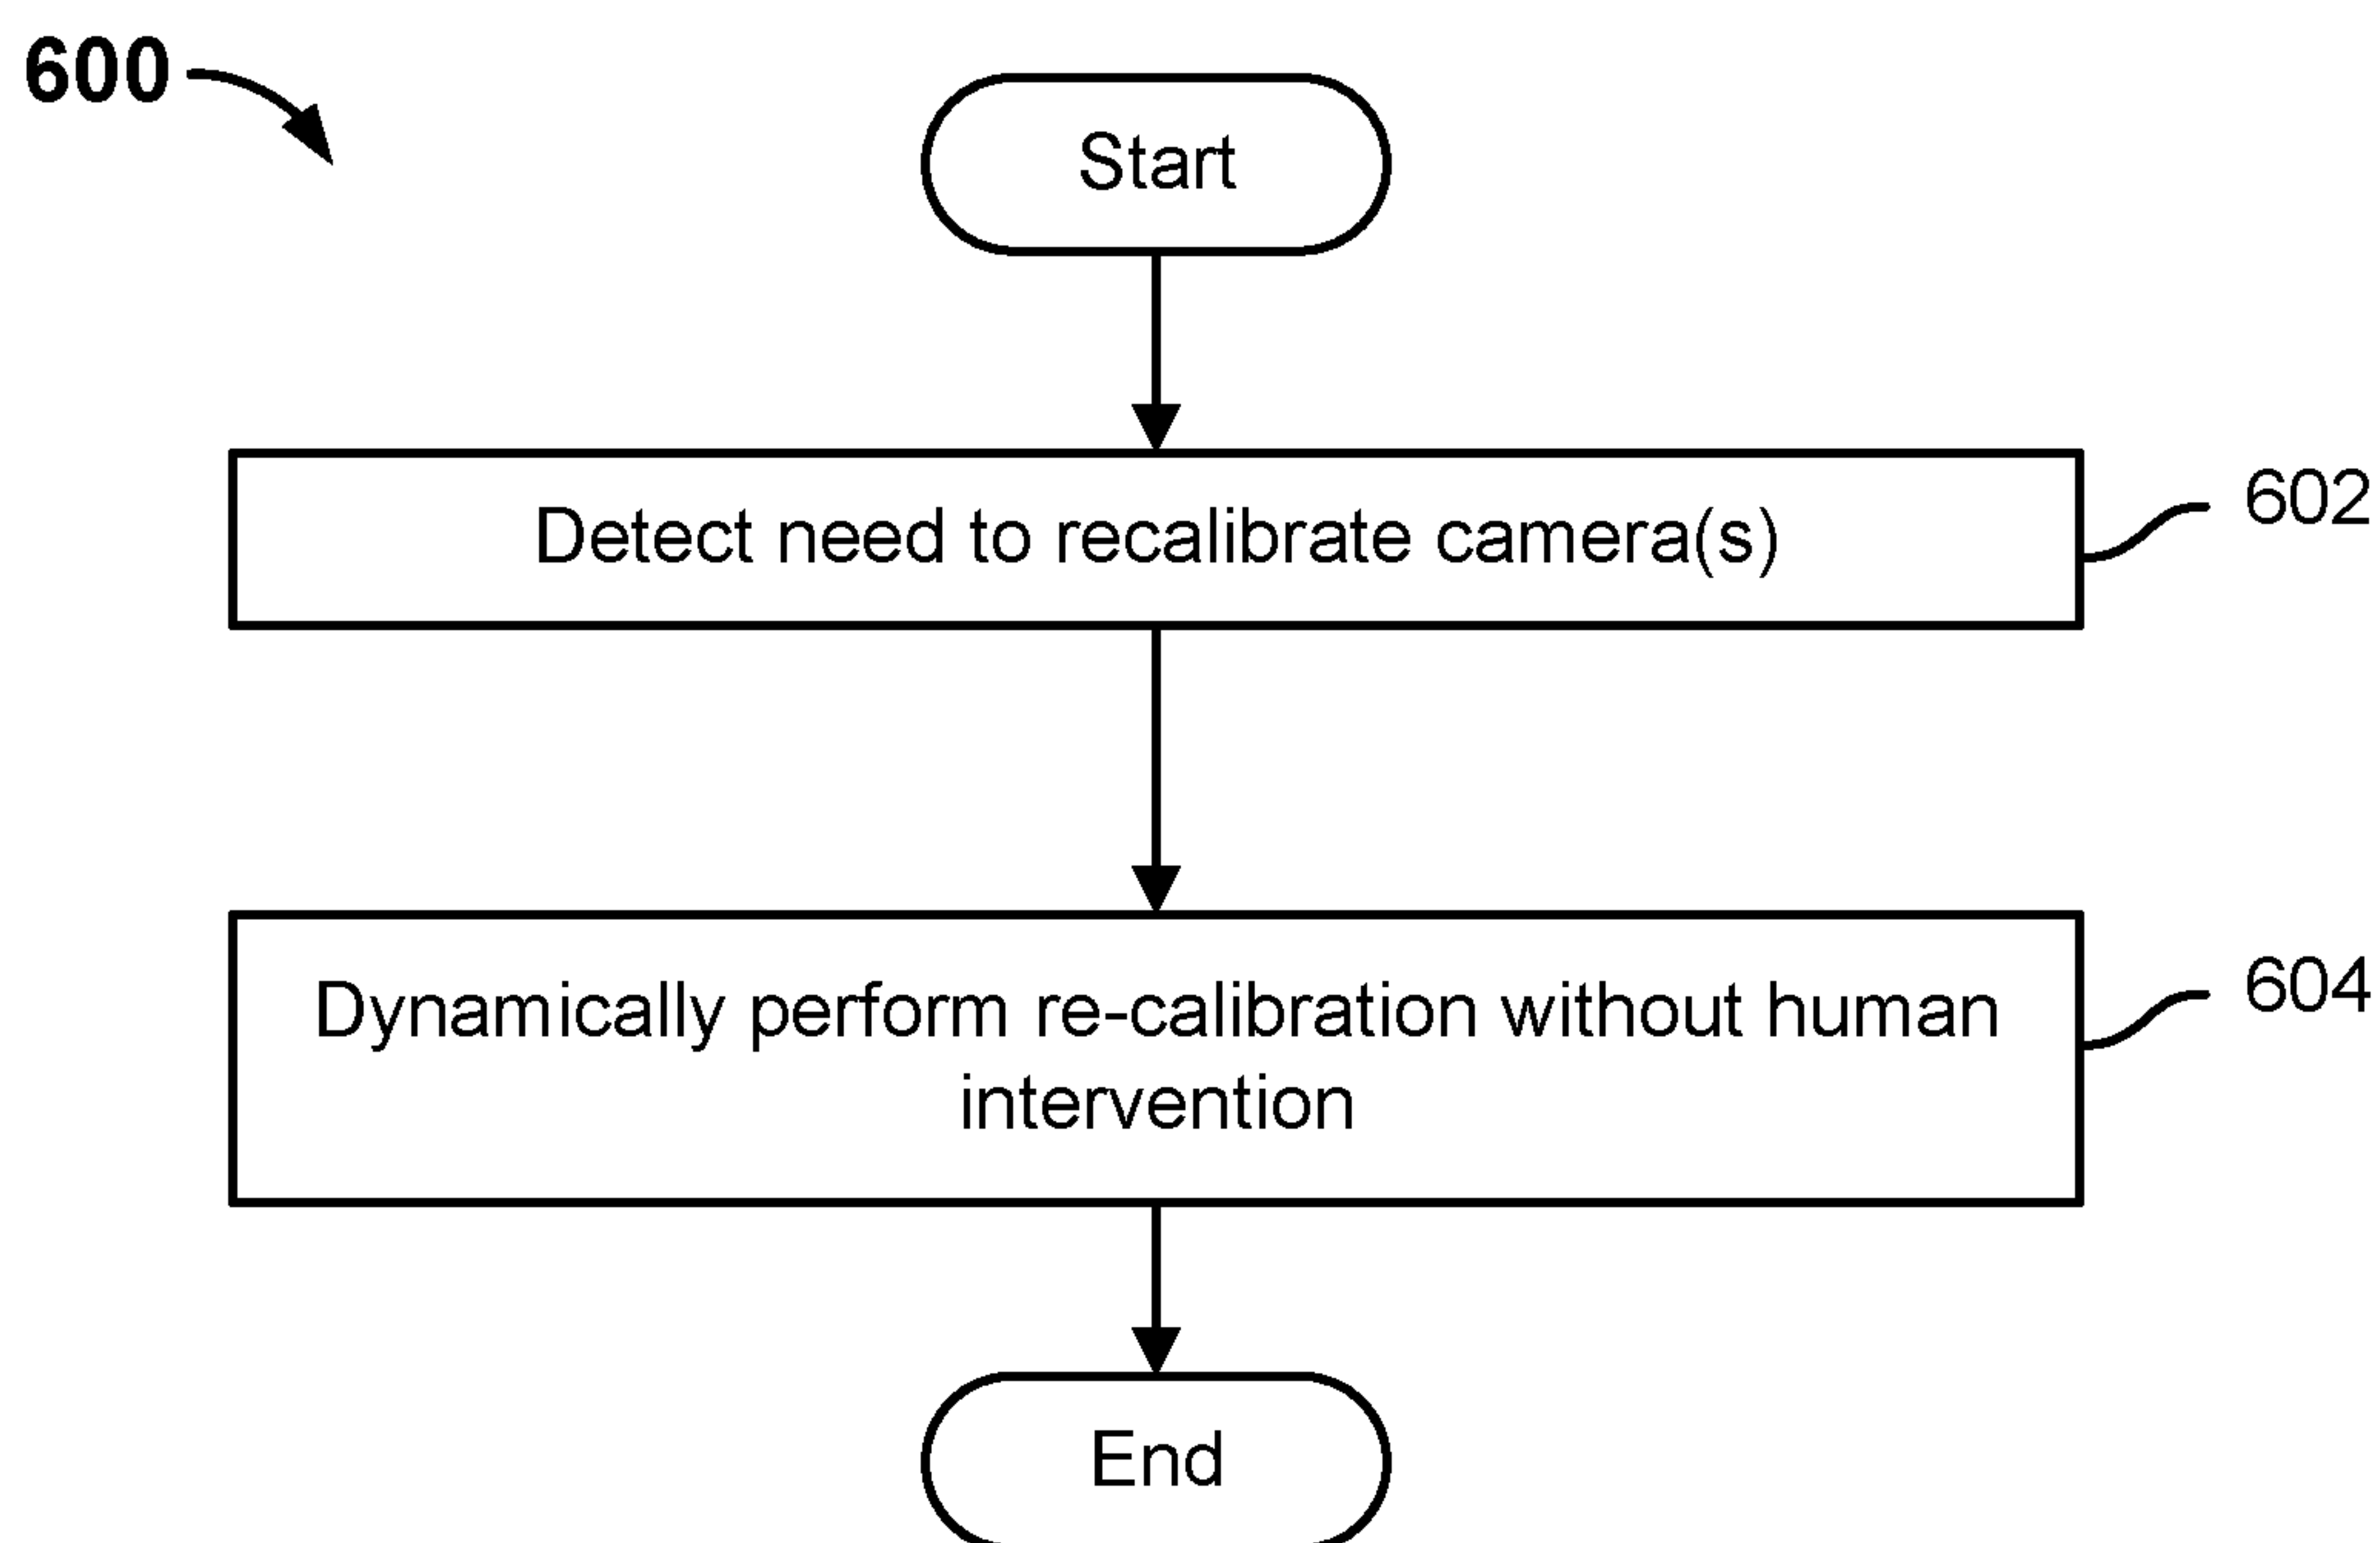 600
Start
Detect need to recalibrate camera(s)
602
Dynamically perform re-calibration without human
intervention
604
End